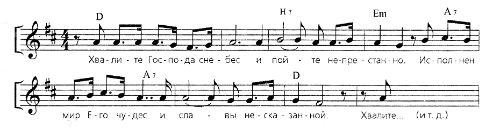 D H7 Em A7
Хва-ли-те Гос-по-да с не-бес и пой-те не-пре-стан-но. Ис-пол-нен
A7 D
мир Е-го чу-дес и сла-вы не-ска-зан-ной Хвалите... (и т.д.)